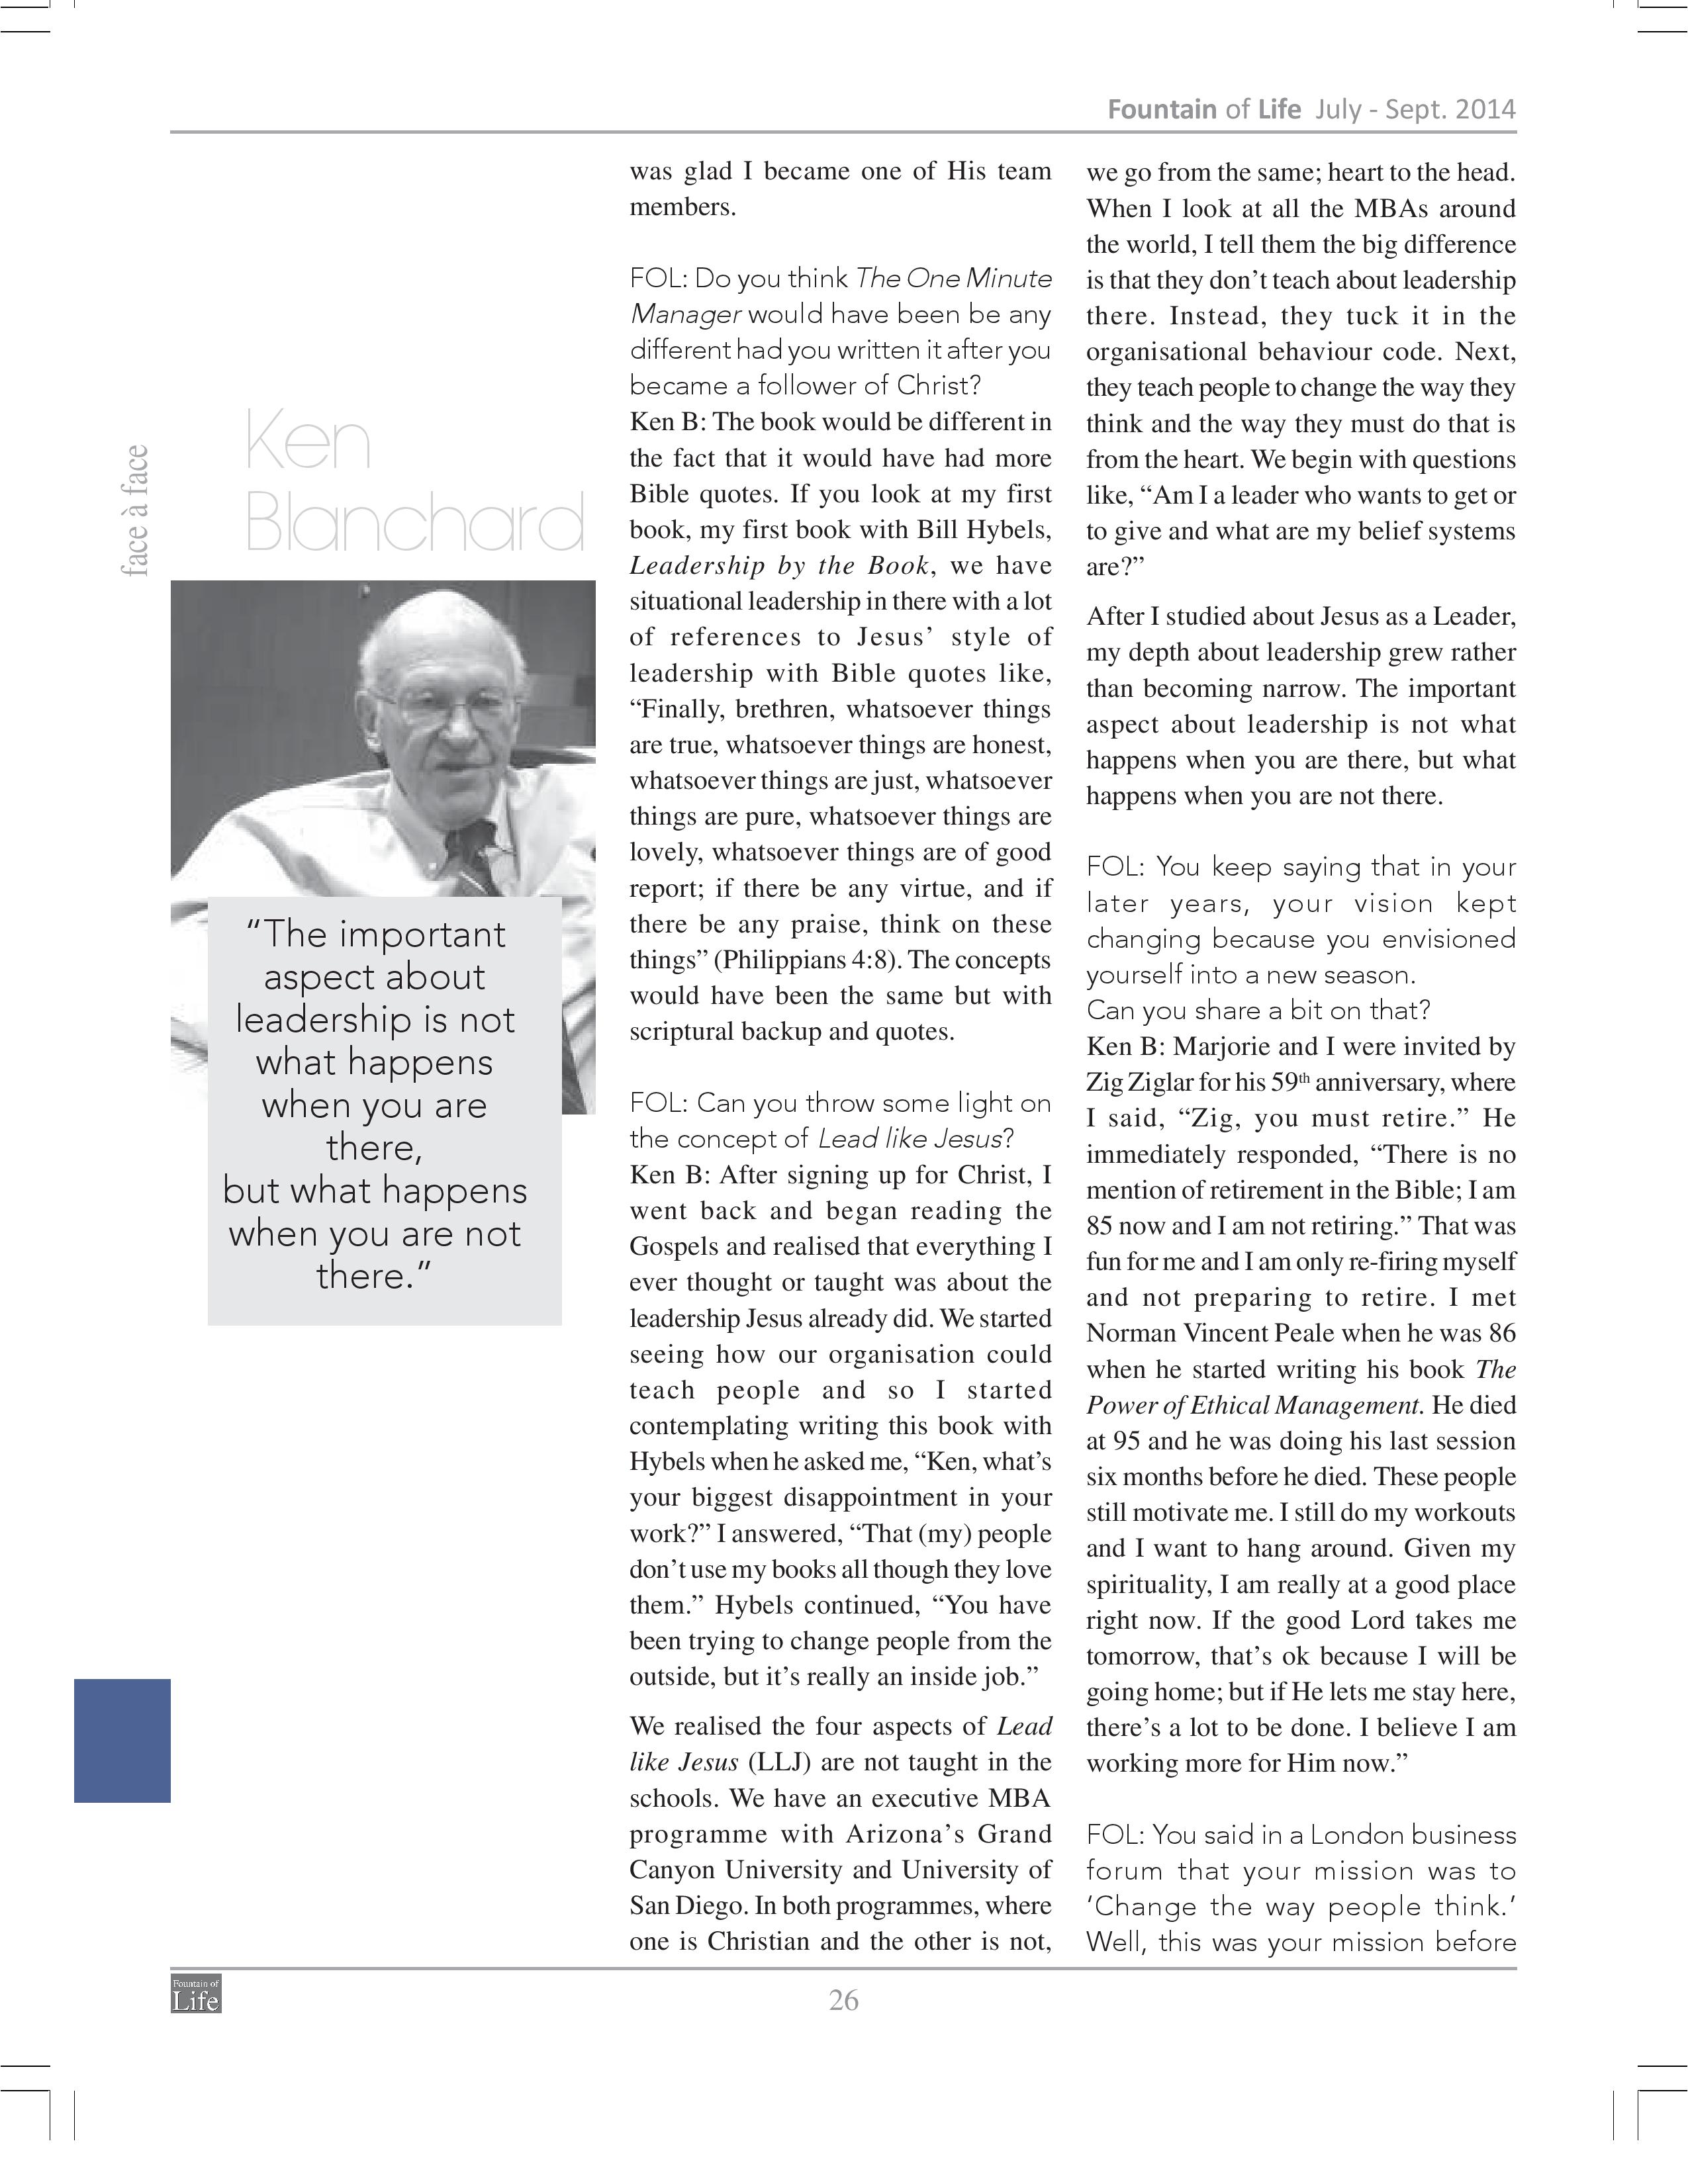 Fountain of Life July - Sept. 2014
face à face
Ken
Blanchard
“The important
aspect about
leadership is not
what happens
when you are
there,
but what happens
when you are not
there.”
was glad I became one of His team
members.
FOL: Do you think The One Minute
Manager would have been be any
different had you written it after you
became a follower of Christ?
Ken B: The book would be different in
the fact that it would have had more
Bible quotes. If you look at my first
book, my first book with Bill Hybels,
Leadership by the Book, we have
situational leadership in there with a lot
of references to Jesus’ style of
leadership with Bible quotes like,
“Finally, brethren, whatsoever things
are true, whatsoever things are honest,
whatsoever things are just, whatsoever
things are pure, whatsoever things are
lovely, whatsoever things are of good
report; if there be any virtue, and if
there be any praise, think on these
things” (Philippians 4:8). The concepts
would have been the same but with
scriptural backup and quotes.
FOL: Can you throw some light on
the concept of Lead like Jesus?
Ken B: After signing up for Christ, I
went back and began reading the
Gospels and realised that everything I
ever thought or taught was about the
leadership Jesus already did. We started
seeing how our organisation could
teach people and so I started
contemplating writing this book with
Hybels when he asked me, “Ken, what’s
your biggest disappointment in your
work?” I answered, “That (my) people
don’t use my books all though they love
them.” Hybels continued, “You have
been trying to change people from the
outside, but it’s really an inside job.”
We realised the four aspects of Lead
like Jesus (LLJ) are not taught in the
schools. We have an executive MBA
programme with Arizona’s Grand
Canyon University and University of
San Diego. In both programmes, where
one is Christian and the other is not,
we go from the same; heart to the head.
When I look at all the MBAs around
the world, I tell them the big difference
is that they don’t teach about leadership
there. Instead, they tuck it in the
organisational behaviour code. Next,
they teach people to change the way they
think and the way they must do that is
from the heart. We begin with questions
like, “Am I a leader who wants to get or
to give and what are my belief systems
are?”
After I studied about Jesus as a Leader,
my depth about leadership grew rather
than becoming narrow. The important
aspect about leadership is not what
happens when you are there, but what
happens when you are not there.
FOL: You keep saying that in your
later years, your vision kept
changing because you envisioned
yourself into a new season.
Can you share a bit on that?
Ken B: Marjorie and I were invited by
Zig Ziglar for his 59th anniversary, where
I said, “Zig, you must retire.” He
immediately responded, “There is no
mention of retirement in the Bible; I am
85 now and I am not retiring.” That was
fun for me and I am only re-firing myself
and not preparing to retire. I met
Norman Vincent Peale when he was 86
when he started writing his book The
Power of Ethical Management. He died
at 95 and he was doing his last session
six months before he died. These people
still motivate me. I still do my workouts
and I want to hang around. Given my
spirituality, I am really at a good place
right now. If the good Lord takes me
tomorrow, that’s ok because I will be
going home; but if He lets me stay here,
there’s a lot to be done. I believe I am
working more for Him now.”
FOL: You said in a London business
forum that your mission was to
‘Change the way people think.’
Well, this was your mission before
Fountain of
Life
26